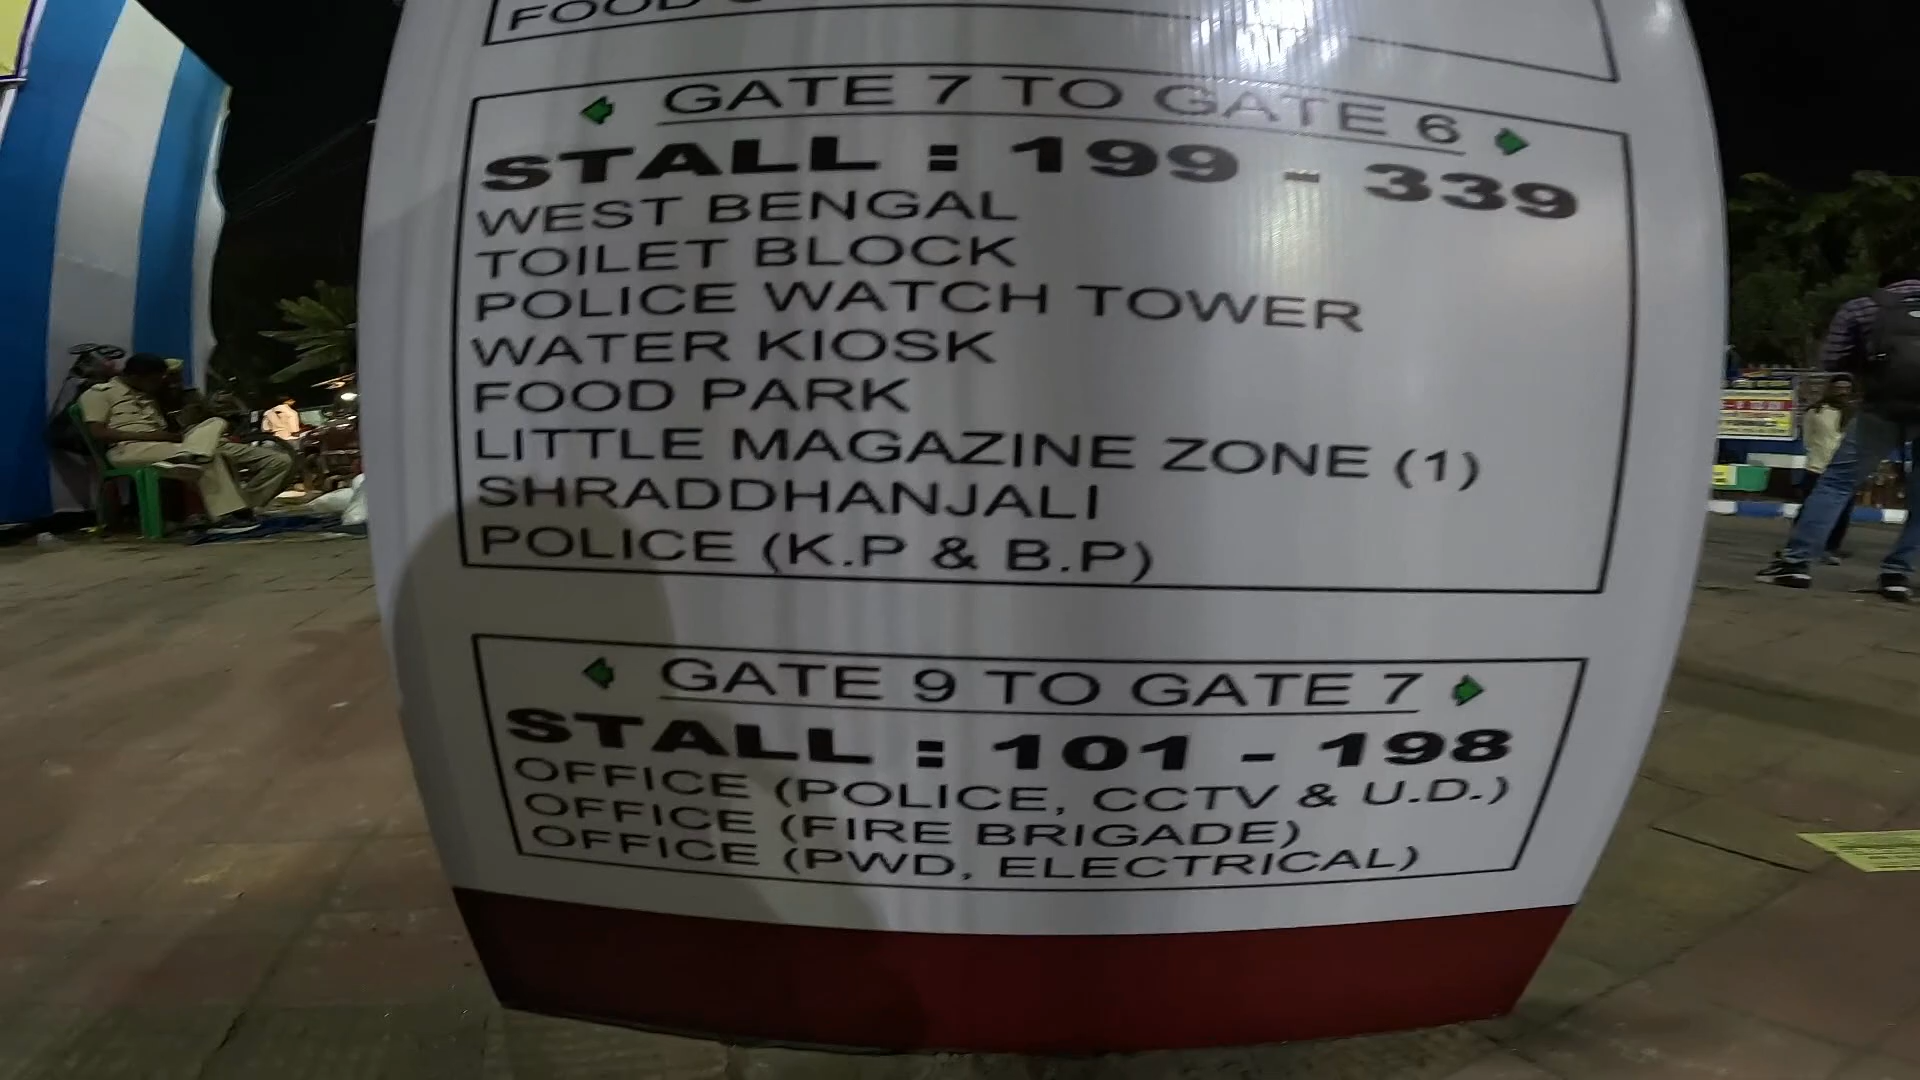 FOOD
GATE 7 TO GATE 6
STALL : 199 - 339
WEST BENGAL
TOILET BLOCK
POLICE WATCH TOWER
WATER KIOSK
FOOD PARK
LITTLE MAGAZINE ZONE (1)
SHRADDHANJALI
POLICE (K.P & B.P)
GATE 9 TO GATE 7
STALL : 101 - 198
OFFICE (POLICE, CCTV & U.D.)
OFFICE (FIRE BRIGADE)
OFFICE (PWD, ELECTRICAL)